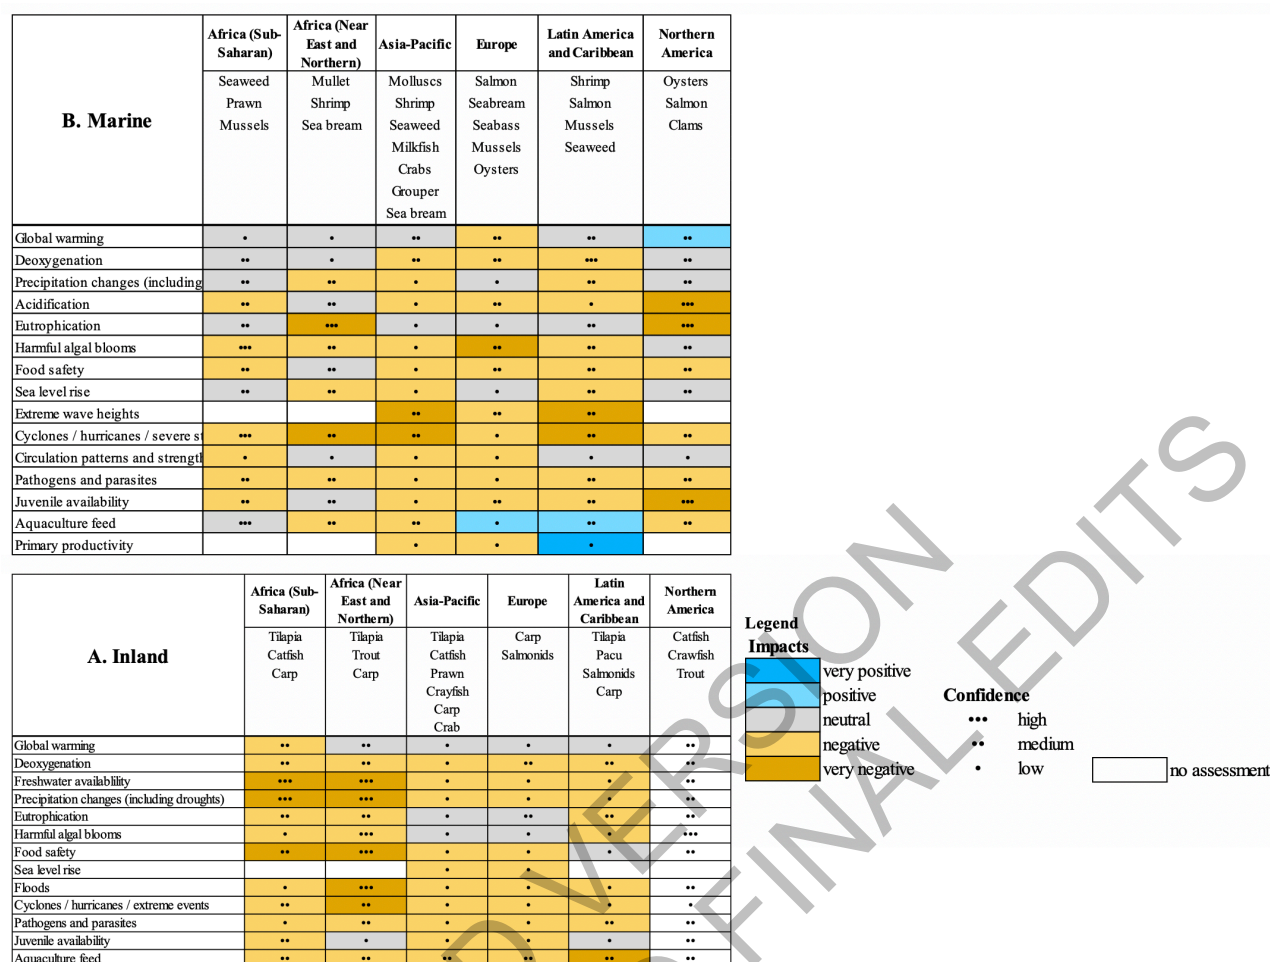 B. Marine
Africa (Sub-Saharan) Africa (Near East and Northern) Asia-Pacific Europe Latin America and Caribbean Northern America
Seaweed Mullet Molluscs Salmon Shrimp Oysters
Prawn Shrimp Shrimp Seabream Salmon Salmon
Mussels Sea bream Seaweed Seabass Mussels Clams
Milkfish Mussels Seaweed
Crabs Oysters
Grouper
Sea bream
Global warming • • •• •• •• ••
Deoxygenation •• • •• •• ••• ••
Precipitation changes (including •• •• • • •• ••
Acidification •• •• • •• • •••
Eutrophication •• ••• • • •• •••
Harmful algal blooms ••• •• • •• •• ••
Food safety •• •• • •• •• ••
Sea level rise •• •• • • •• ••
Extreme wave heights •• •• ••
Cyclones / hurricanes / severe st ••• •• •• • •• ••
Circulation patterns and strength • • • • • •
Pathogens and parasites •• •• • • •• ••
Juvenile availability •• •• • •• •• •••
Aquaculture feed ••• •• •• • •• ••
Primary productivity • • •
A. Inland
Africa (Sub-Saharan) Africa (Near East and Northern) Asia-Pacific Europe Latin America and Caribbean Northern America
Tilapia Tilapia Tilapia Carp Tilapia Catfish
Catfish Trout Catfish Salmonids Pacu Crawfish
Carp Carp Prawn Salmonids Trout
Crayfish Carp
Carp
Crab
Global warming •• •• • • • ••
Deoxygenation •• •• • •• •• ••
Freshwater availablility ••• ••• • • • ••
Precipitation changes (including droughts) ••• ••• • • • ••
Eutrophication •• •• • •• •• ••
Harmful algal blooms • ••• • • • •••
Food safety •• ••• • • • ••
Sea level rise • •
Floods • ••• • • • ••
Cyclones / hurricanes / extreme events •• •• • • • •
Pathogens and parasites • •• • • •• ••
Juvenile availability •• • • • • ••
Aquaculture feed •• •• •• •• •• ••
Legend
Impacts
very positive
positive
neutral
negative
very negative
Confidence
••• high
•• medium
• low
no assessment
D VERSION
FINAL EDITS